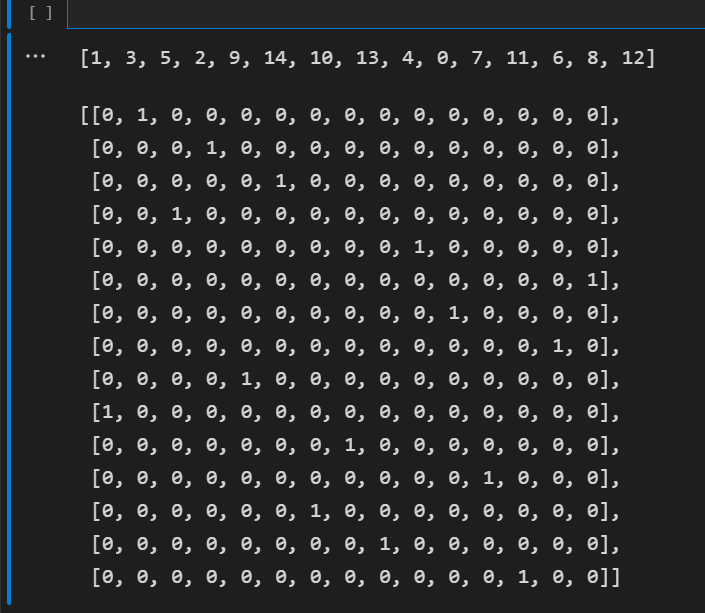 [ ]
...
[1, 3, 5, 2, 9, 14, 10, 13, 4, 0, 7, 11, 6, 8, 12]
[[0, 1, 0, 0, 0, 0, 0, 0, 0, 0, 0, 0, 0, 0, 0],
[0, 0, 0, 1, 0, 0, 0, 0, 0, 0, 0, 0, 0, 0, 0],
[0, 0, 0, 0, 0, 1, 0, 0, 0, 0, 0, 0, 0, 0, 0],
[0, 0, 1, 0, 0, 0, 0, 0, 0, 0, 0, 0, 0, 0, 0],
[0, 0, 0, 0, 0, 0, 0, 0, 0, 1, 0, 0, 0, 0, 0],
[0, 0, 0, 0, 0, 0, 0, 0, 0, 0, 0, 0, 0, 0, 1],
[0, 0, 0, 0, 0, 0, 0, 0, 0, 0, 1, 0, 0, 0, 0],
[0, 0, 0, 0, 0, 0, 0, 0, 0, 0, 0, 0, 0, 1, 0],
[0, 0, 0, 0, 1, 0, 0, 0, 0, 0, 0, 0, 0, 0, 0],
[1, 0, 0, 0, 0, 0, 0, 0, 0, 0, 0, 0, 0, 0, 0],
[0, 0, 0, 0, 0, 0, 0, 1, 0, 0, 0, 0, 0, 0, 0],
[0, 0, 0, 0, 0, 0, 0, 0, 0, 0, 0, 1, 0, 0, 0],
[0, 0, 0, 0, 0, 0, 1, 0, 0, 0, 0, 0, 0, 0, 0],
[0, 0, 0, 0, 0, 0, 0, 0, 1, 0, 0, 0, 0, 0, 0],
[0, 0, 0, 0, 0, 0, 0, 0, 0, 0, 0, 0, 1, 0, 0]]